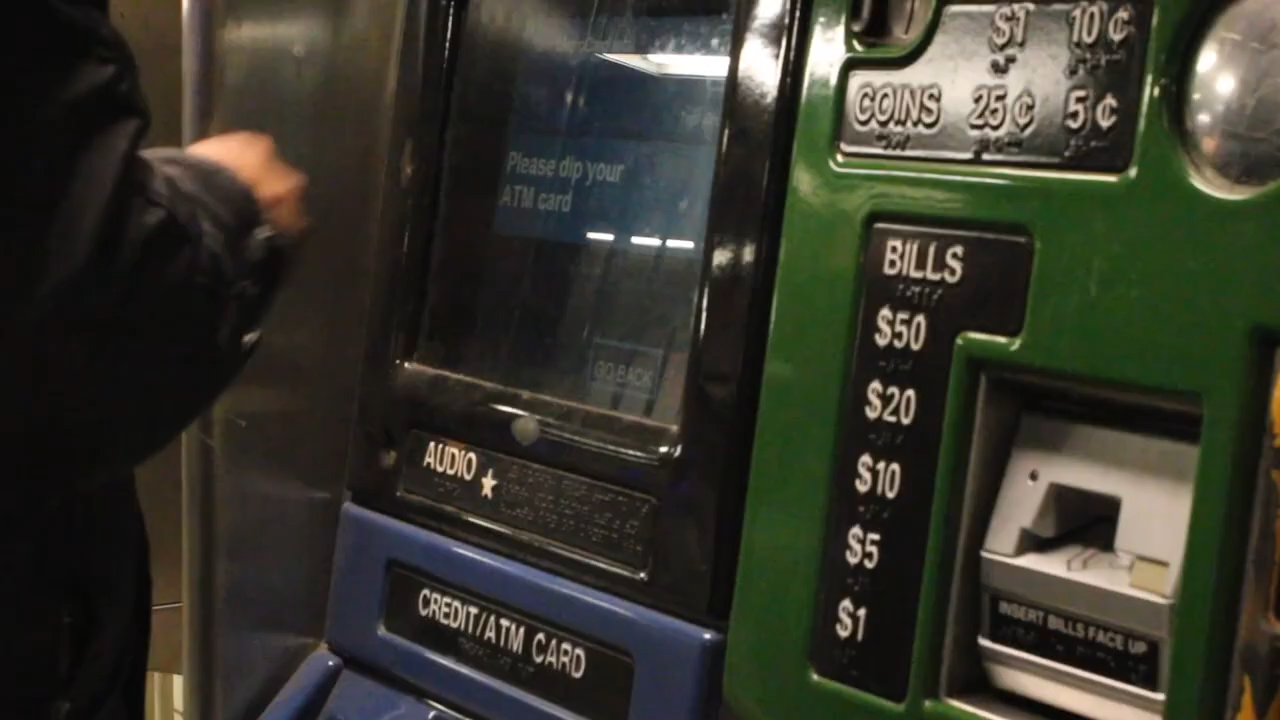 Please dip your
ATM card
GO BACK
AUDIO
CREDIT/ATM CARD
$1 10¢
COINS 25¢ 5¢
BILLS
$50
$20
$10
$5
$1
INSERT BILLS FACE UP